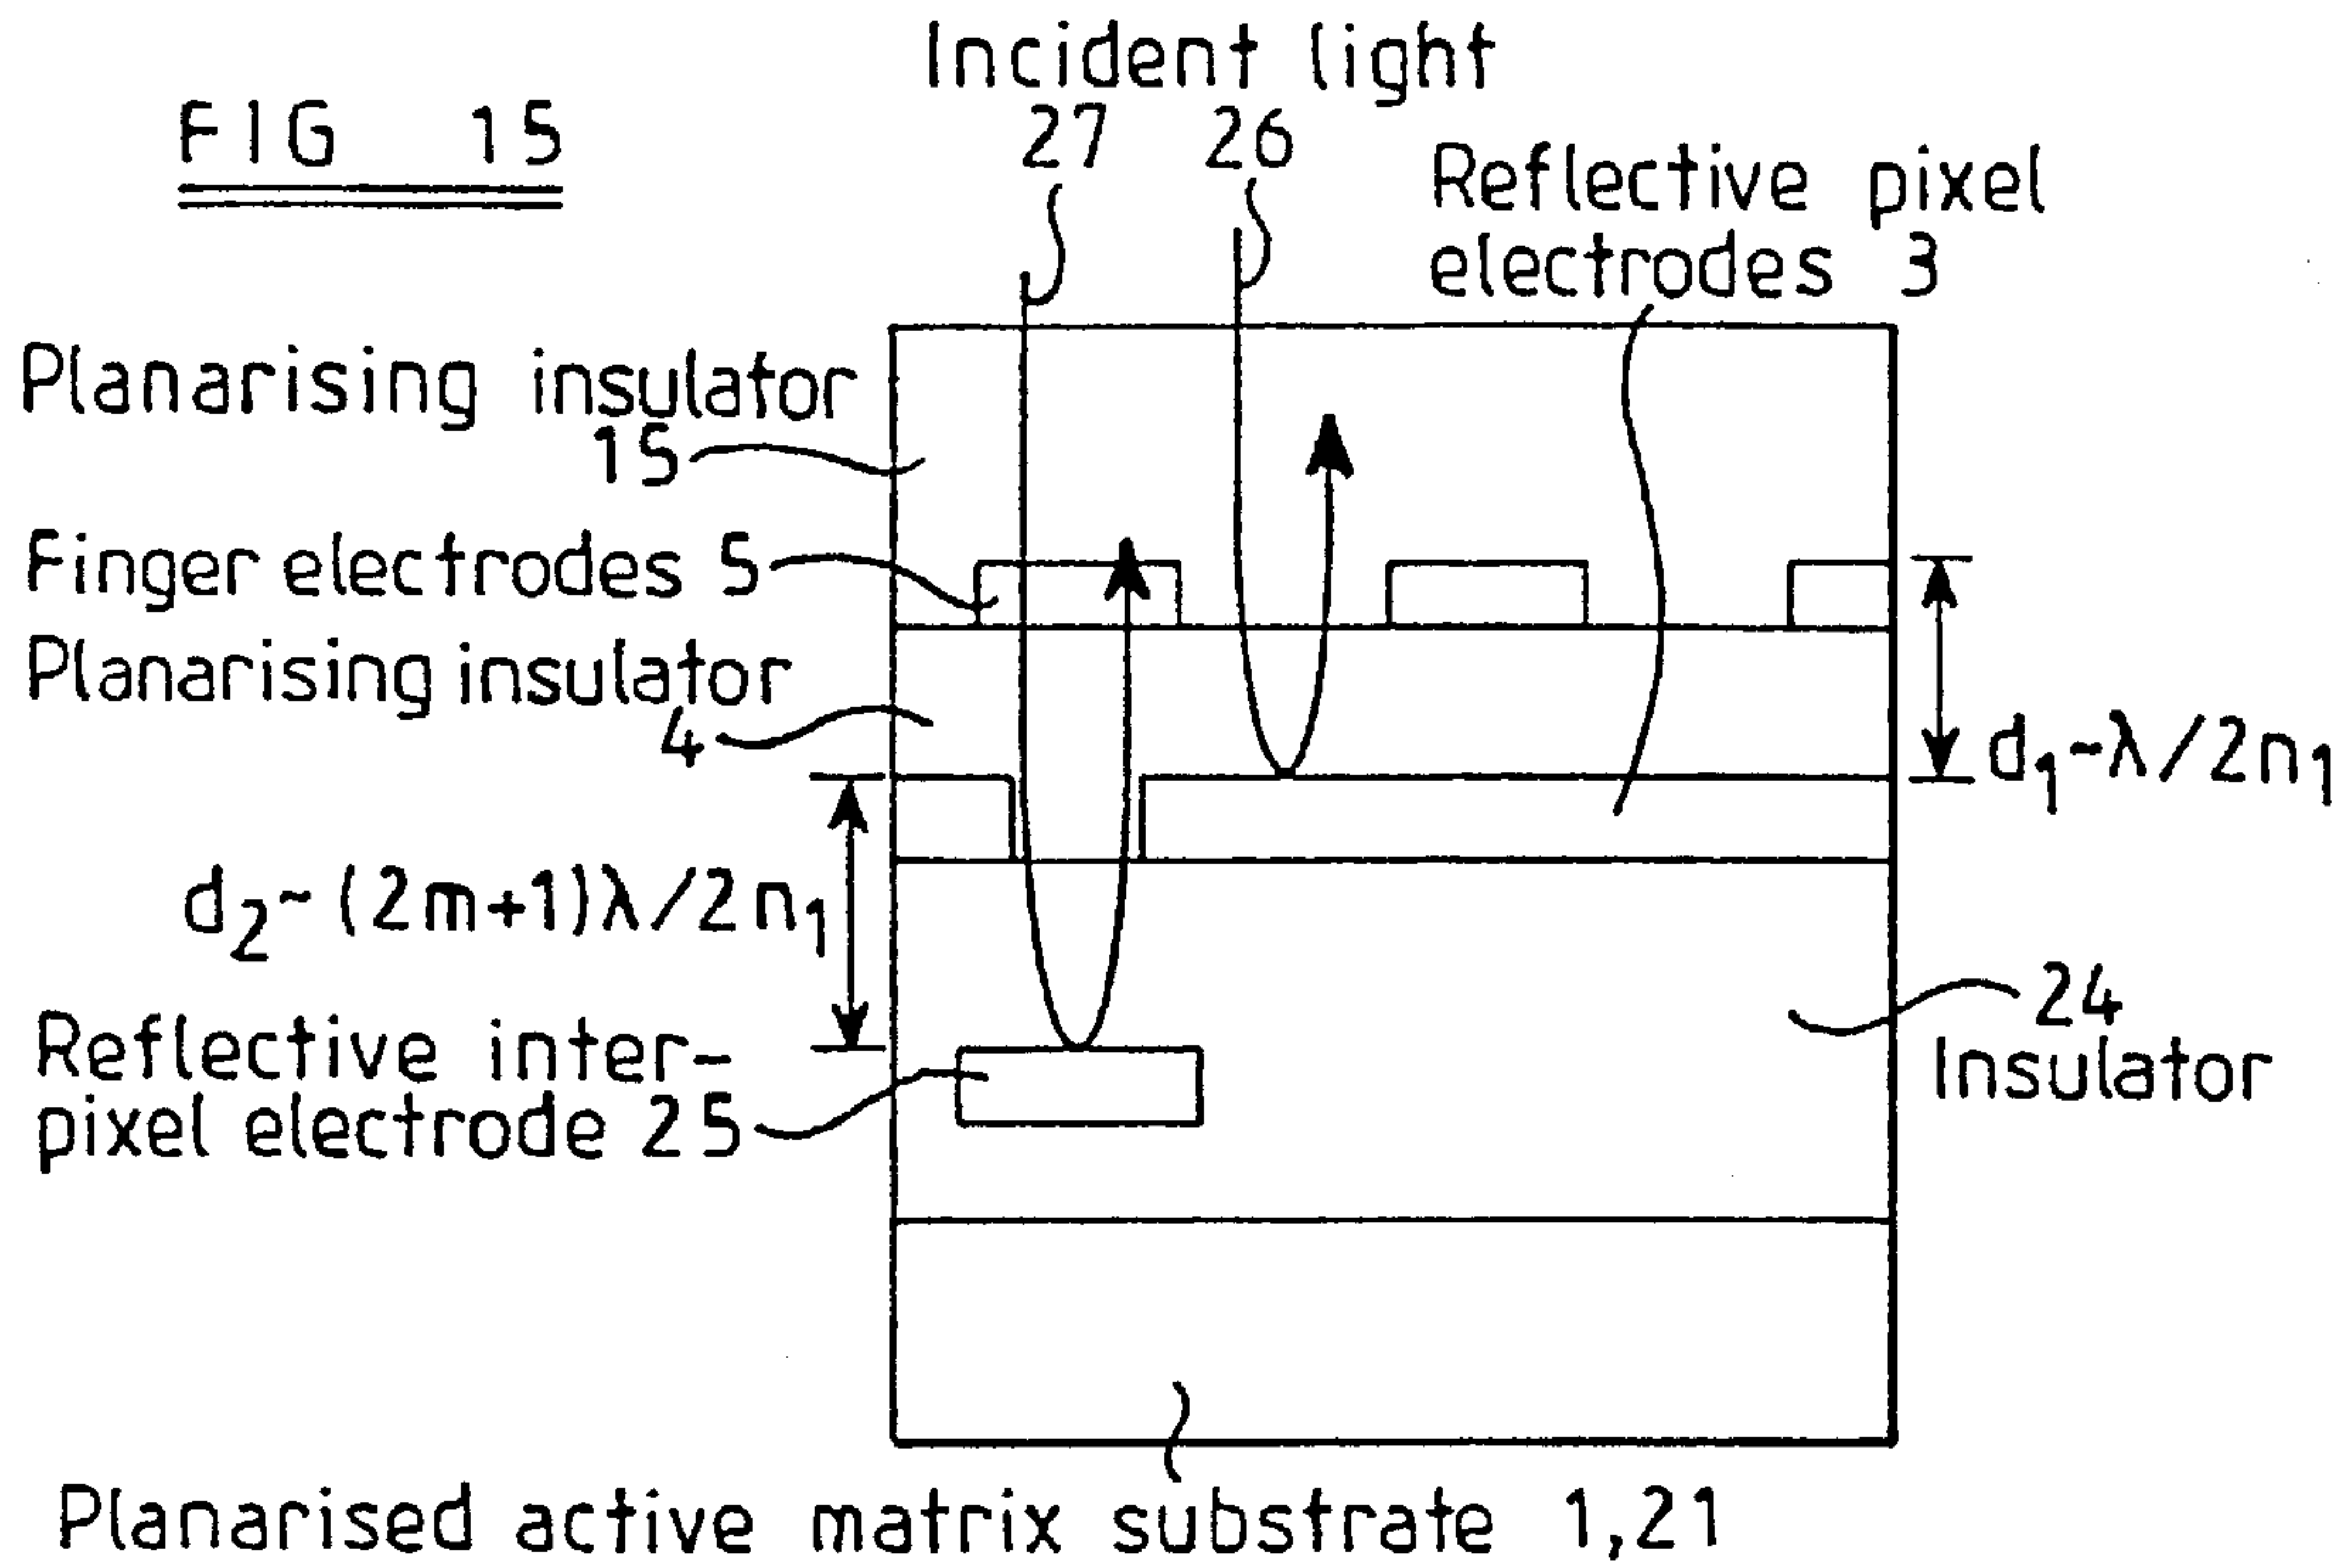 FIG 15
Incident light
27 26
Reflective pixel
electrodes 3
Planarising insulator
15
Finger electrodes 5
Planarising insulator
4
d1~λ/2n1
d2~(2m+1)λ/2n1
Reflective inter-
pixel electrode 25
24
Insulator
Planarised active matrix substrate 1,21